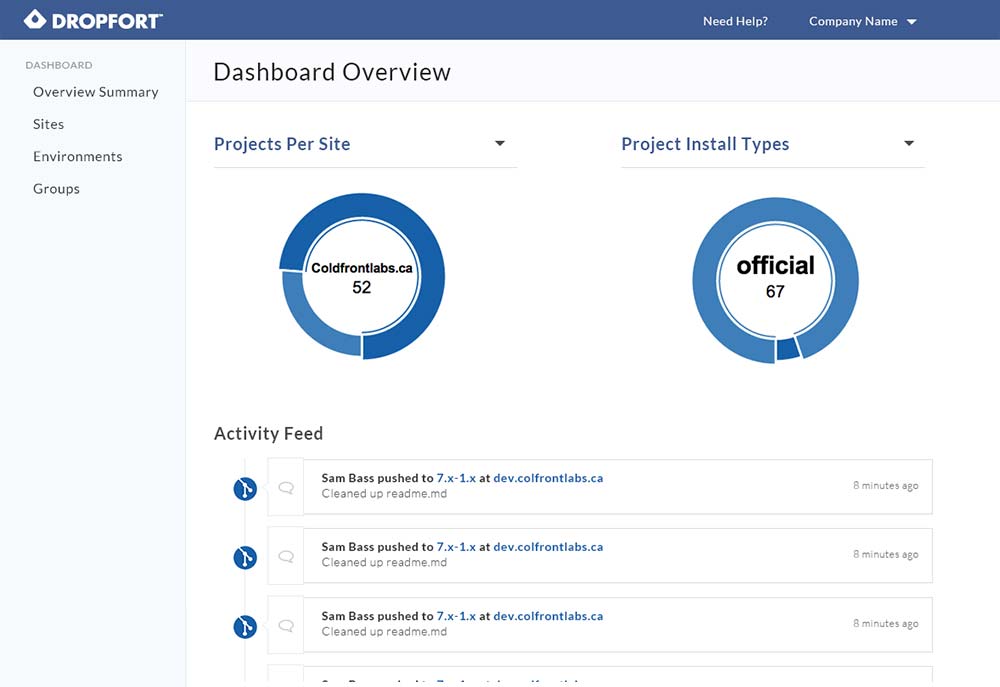 DROPFORT™
Need Help?
Company Name
DASHBOARD
Overview Summary
Sites
Environments
Groups
Dashboard Overview
Projects Per Site
Project Install Types
Coldfrontlabs.ca
52
official
67
Activity Feed
Sam Bass pushed to 7.x-1.x at dev.colfrontlabs.ca
Cleaned up readme.md
8 minutes ago
Sam Bass pushed to 7.x-1.x at dev.colfrontlabs.ca
Cleaned up readme.md
8 minutes ago
Sam Bass pushed to 7.x-1.x at dev.colfrontlabs.ca
Cleaned up readme.md
8 minutes ago